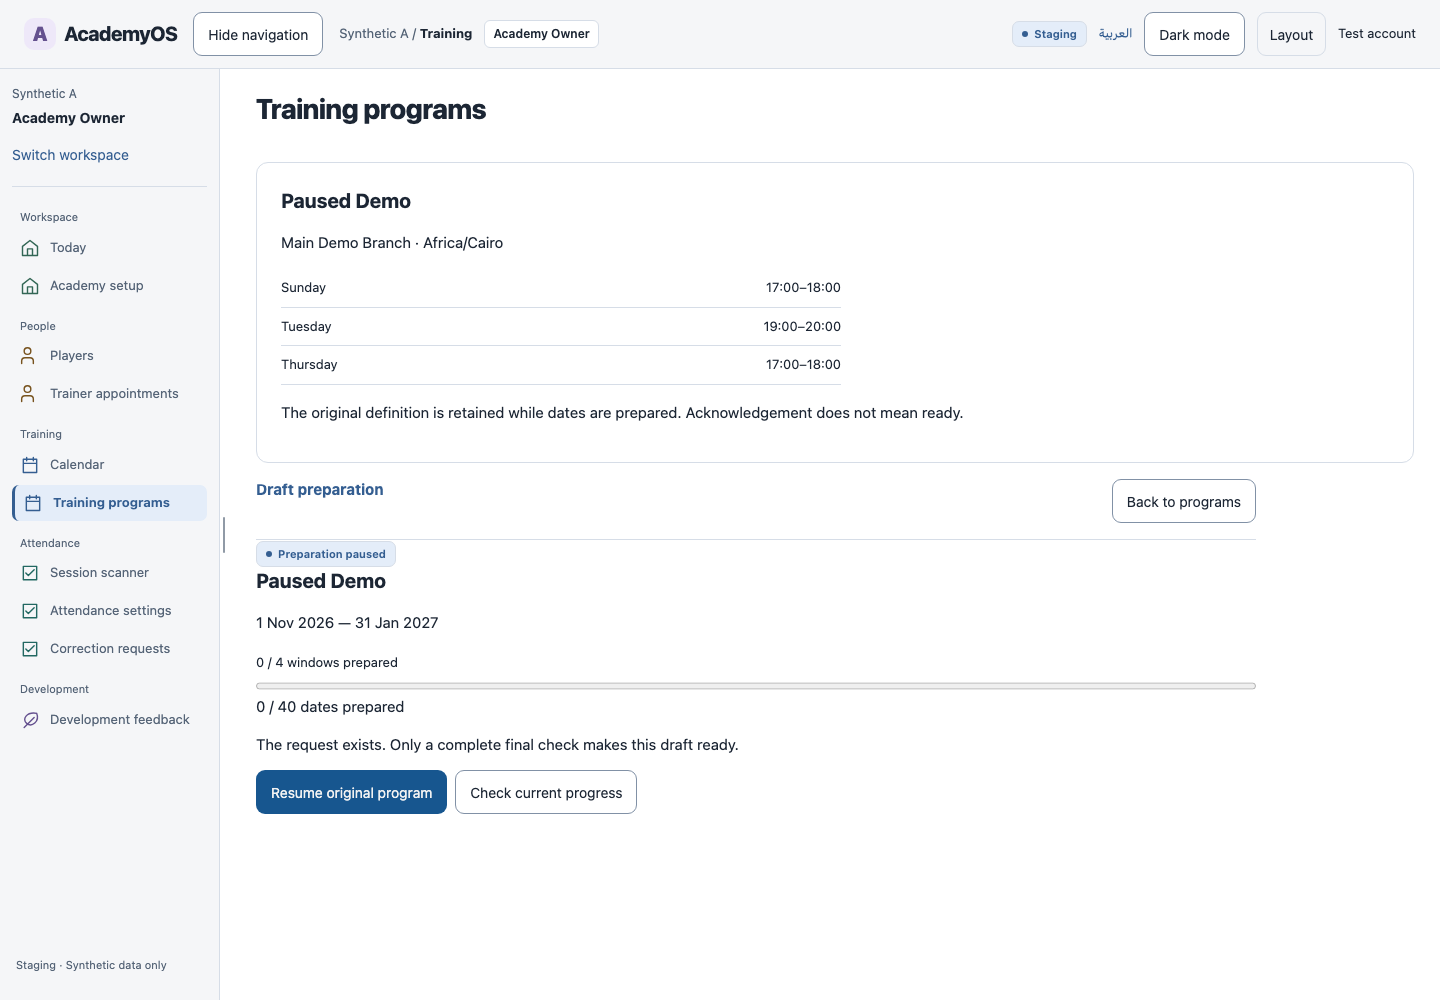 A AcademyOS
Hide navigation
Synthetic A / Training
Academy Owner
Staging
العربية
Dark mode
Layout
Test account
Synthetic A
Academy Owner
Switch workspace
Workspace
Today
Academy setup
People
Players
Trainer appointments
Training
Calendar
Training programs
Attendance
Session scanner
Attendance settings
Correction requests
Development
Development feedback
Staging · Synthetic data only
Training programs
Paused Demo
Main Demo Branch · Africa/Cairo
Sunday 17:00–18:00
Tuesday 19:00–20:00
Thursday 17:00–18:00
The original definition is retained while dates are prepared. Acknowledgement does not mean ready.
Draft preparation
Back to programs
Preparation paused
Paused Demo
1 Nov 2026 — 31 Jan 2027
0 / 4 windows prepared
0 / 40 dates prepared
The request exists. Only a complete final check makes this draft ready.
Resume original program
Check current progress